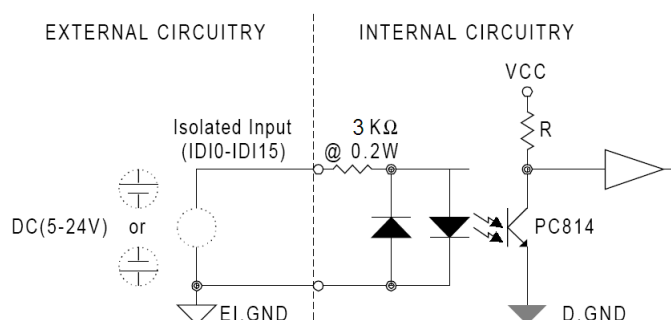 EXTERNAL CIRCUITRY
INTERNAL CIRCUITRY
VCC
R
Isolated Input
(IDI0-IDI15)
3 KΩ
@ 0.2W
DC(5-24V) or
PC814
EI.GND
D.GND